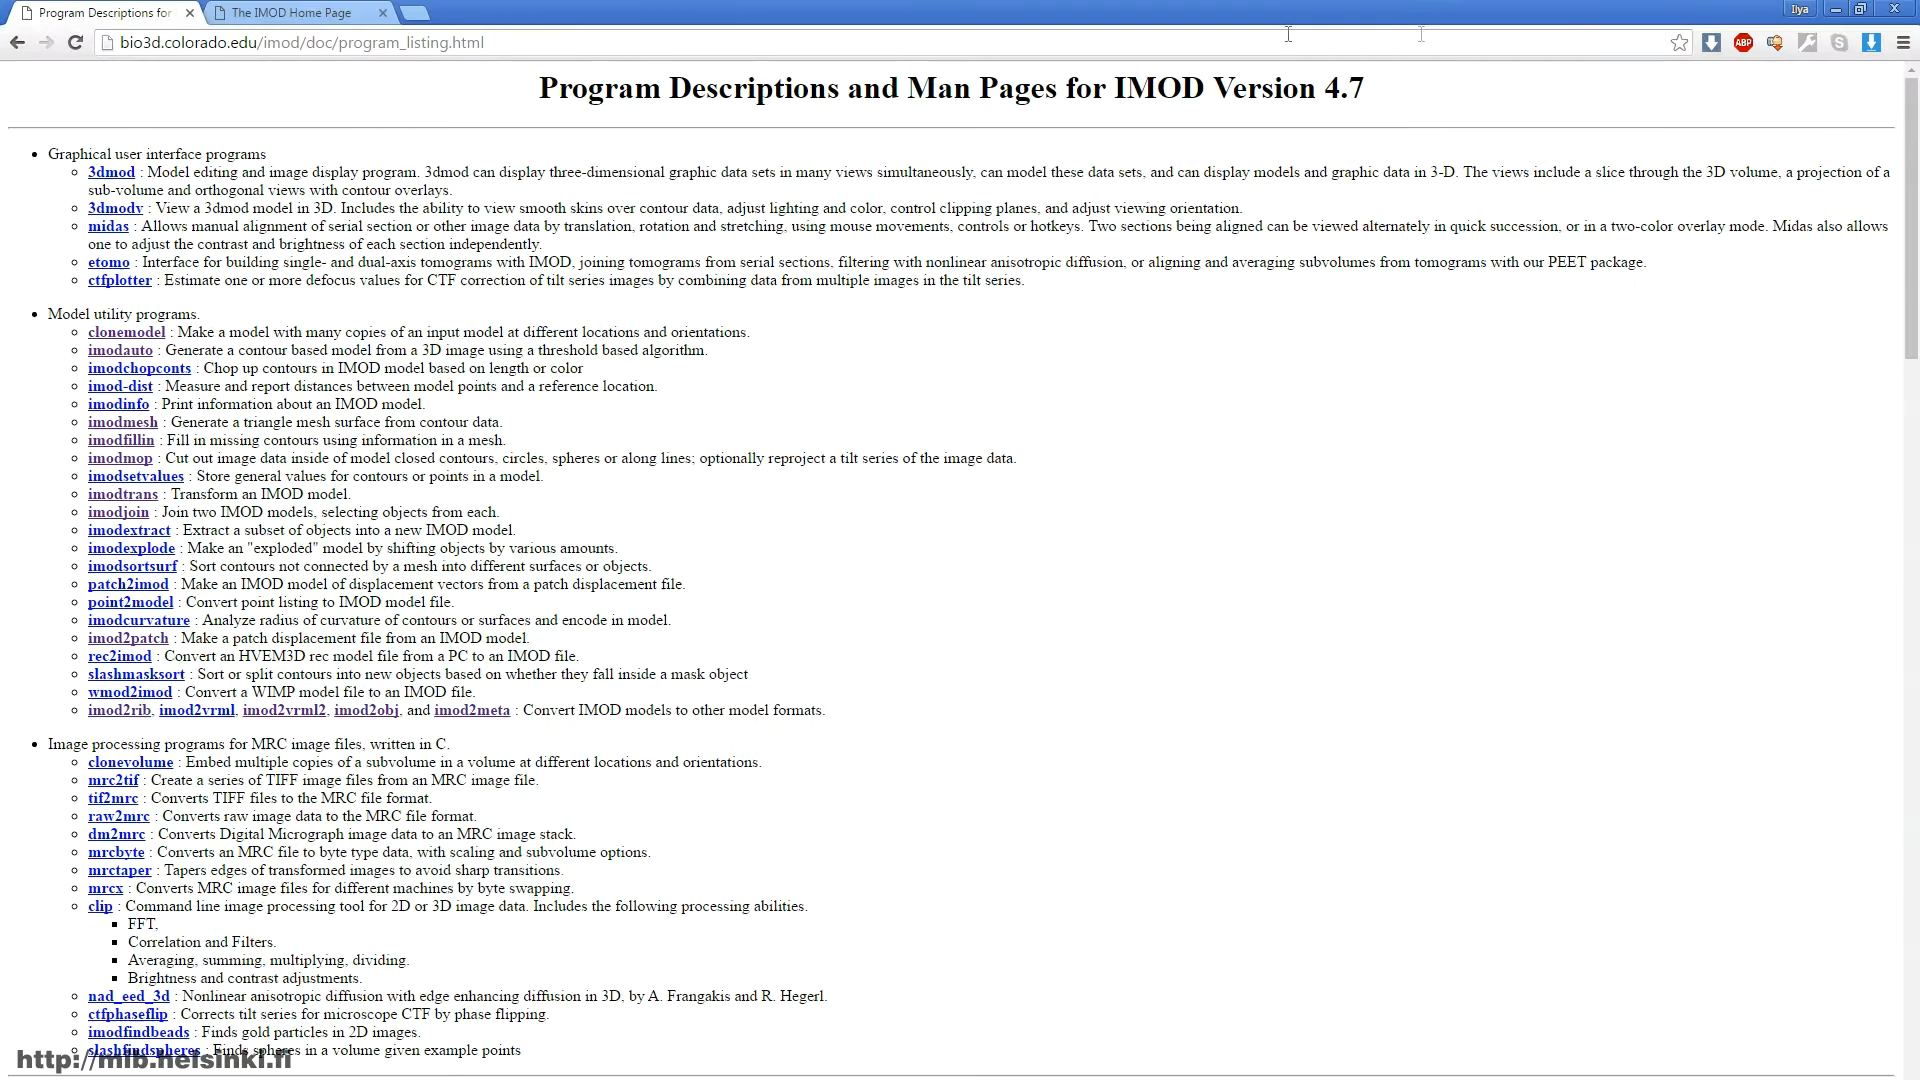 Program Descriptions for
The IMOD Home Page
Ilya
bio3d.colorado.edu/imod/doc/program_listing.html
ABP
Program Descriptions and Man Pages for IMOD Version 4.7
Graphical user interface programs
3dmod : Model editing and image display program. 3dmod can display three-dimensional graphic data sets in many views simultaneously, can model these data sets, and can display models and graphic data in 3-D. The views include a slice through the 3D volume, a projection of a
sub-volume and orthogonal views with contour overlays.
3dmodv : View a 3dmod model in 3D. Includes the ability to view smooth skins over contour data, adjust lighting and color, control clipping planes, and adjust viewing orientation.
midas : Allows manual alignment of serial section or other image data by translation, rotation and stretching, using mouse movements, controls or hotkeys. Two sections being aligned can be viewed alternately in quick succession, or in a two-color overlay mode. Midas also allows
one to adjust the contrast and brightness of each section independently.
etomo : Interface for building single- and dual-axis tomograms with IMOD, joining tomograms from serial sections, filtering with nonlinear anisotropic diffusion, or aligning and averaging subvolumes from tomograms with our PEET package.
ctfplotter : Estimate one or more defocus values for CTF correction of tilt series images by combining data from multiple images in the tilt series.
Model utility programs.
clonemodel : Make a model with many copies of an input model at different locations and orientations.
imodauto : Generate a contour based model from a 3D image using a threshold based algorithm.
imodchopconts : Chop up contours in IMOD model based on length or color
imod-dist : Measure and report distances between model points and a reference location.
imodinfo : Print information about an IMOD model.
imodmesh : Generate a triangle mesh surface from contour data.
imodfillin : Fill in missing contours using information in a mesh.
imodmop : Cut out image data inside of model closed contours, circles, spheres or along lines; optionally reproject a tilt series of the image data.
imodsetvalues : Store general values for contours or points in a model.
imodtrans : Transform an IMOD model.
imodjoin : Join two IMOD models, selecting objects from each.
imodextract : Extract a subset of objects into a new IMOD model.
imodexplode : Make an "exploded" model by shifting objects by various amounts.
imodsortsurf : Sort contours not connected by a mesh into different surfaces or objects.
patch2imod : Make an IMOD model of displacement vectors from a patch displacement file.
point2model : Convert point listing to IMOD model file.
imodcurvature : Analyze radius of curvature of contours or surfaces and encode in model.
imod2patch : Make a patch displacement file from an IMOD model.
rec2imod : Convert an HVEM3D rec model file from a PC to an IMOD file.
slashmasksort : Sort or split contours into new objects based on whether they fall inside a mask object
wmod2imod : Convert a WIMP model file to an IMOD file.
imod2rib, imod2vrml, imod2vrml2, imod2obj, and imod2meta : Convert IMOD models to other model formats.
Image processing programs for MRC image files, written in C.
clonevolume : Embed multiple copies of a subvolume in a volume at different locations and orientations.
mrc2tif : Create a series of TIFF image files from an MRC image file.
tif2mrc : Converts TIFF files to the MRC file format.
raw2mrc : Converts raw image data to the MRC file format.
dm2mrc : Converts Digital Micrograph image data to an MRC image stack.
mrcbyte : Converts an MRC file to byte type data, with scaling and subvolume options.
mrctaper : Tapers edges of transformed images to avoid sharp transitions.
mrcx : Converts MRC image files for different machines by byte swapping.
clip : Command line image processing tool for 2D or 3D image data. Includes the following processing abilities.
FFT,
Correlation and Filters.
Averaging, summing, multiplying, dividing.
Brightness and contrast adjustments.
nad_eed_3d : Nonlinear anisotropic diffusion with edge enhancing diffusion in 3D, by A. Frangakis and R. Hegerl.
ctfphaseflip : Corrects tilt series for microscope CTF by phase flipping.
imodfindbeads : Finds gold particles in 2D images.
slashfindspheres : Finds spheres in a volume given example points
http://mib.helsinki.fi